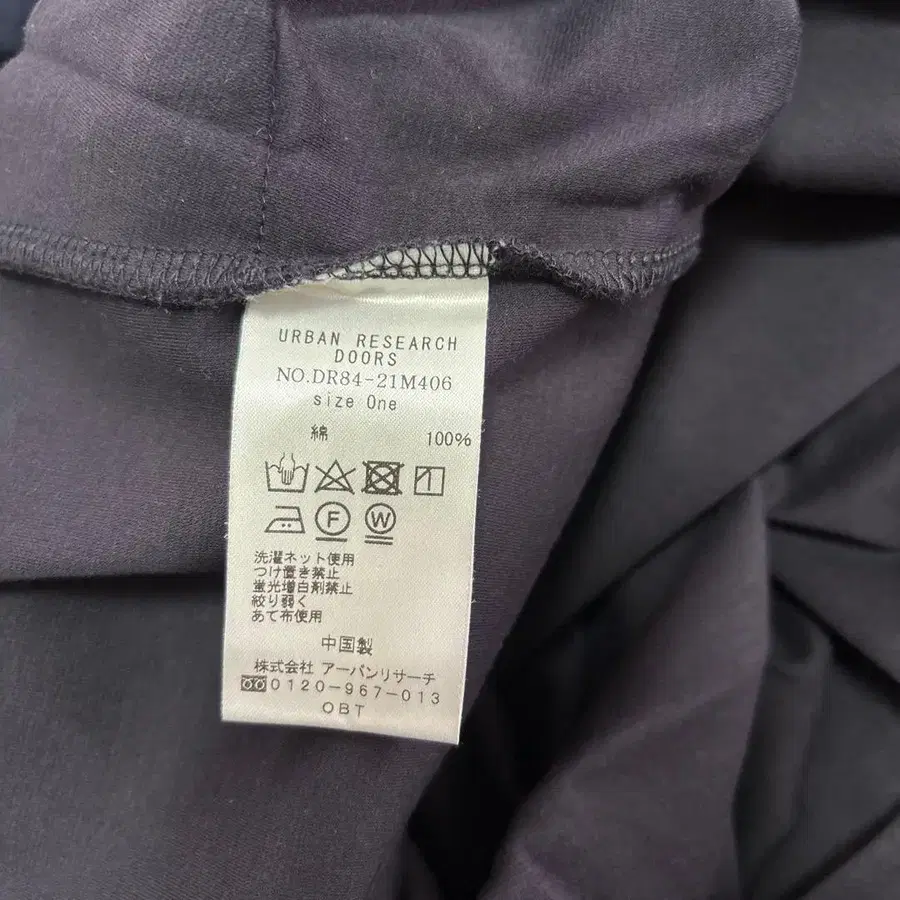 URBAN RESEARCH
DOORS
NO.DR84-21M406
size One
綿 100%
F W
洗濯ネット使用
つけ置き禁止
蛍光増白剤禁止
絞り弱く
あて布使用
中国製
株式会社 アーバンリサーチ
0120-967-013
OBT